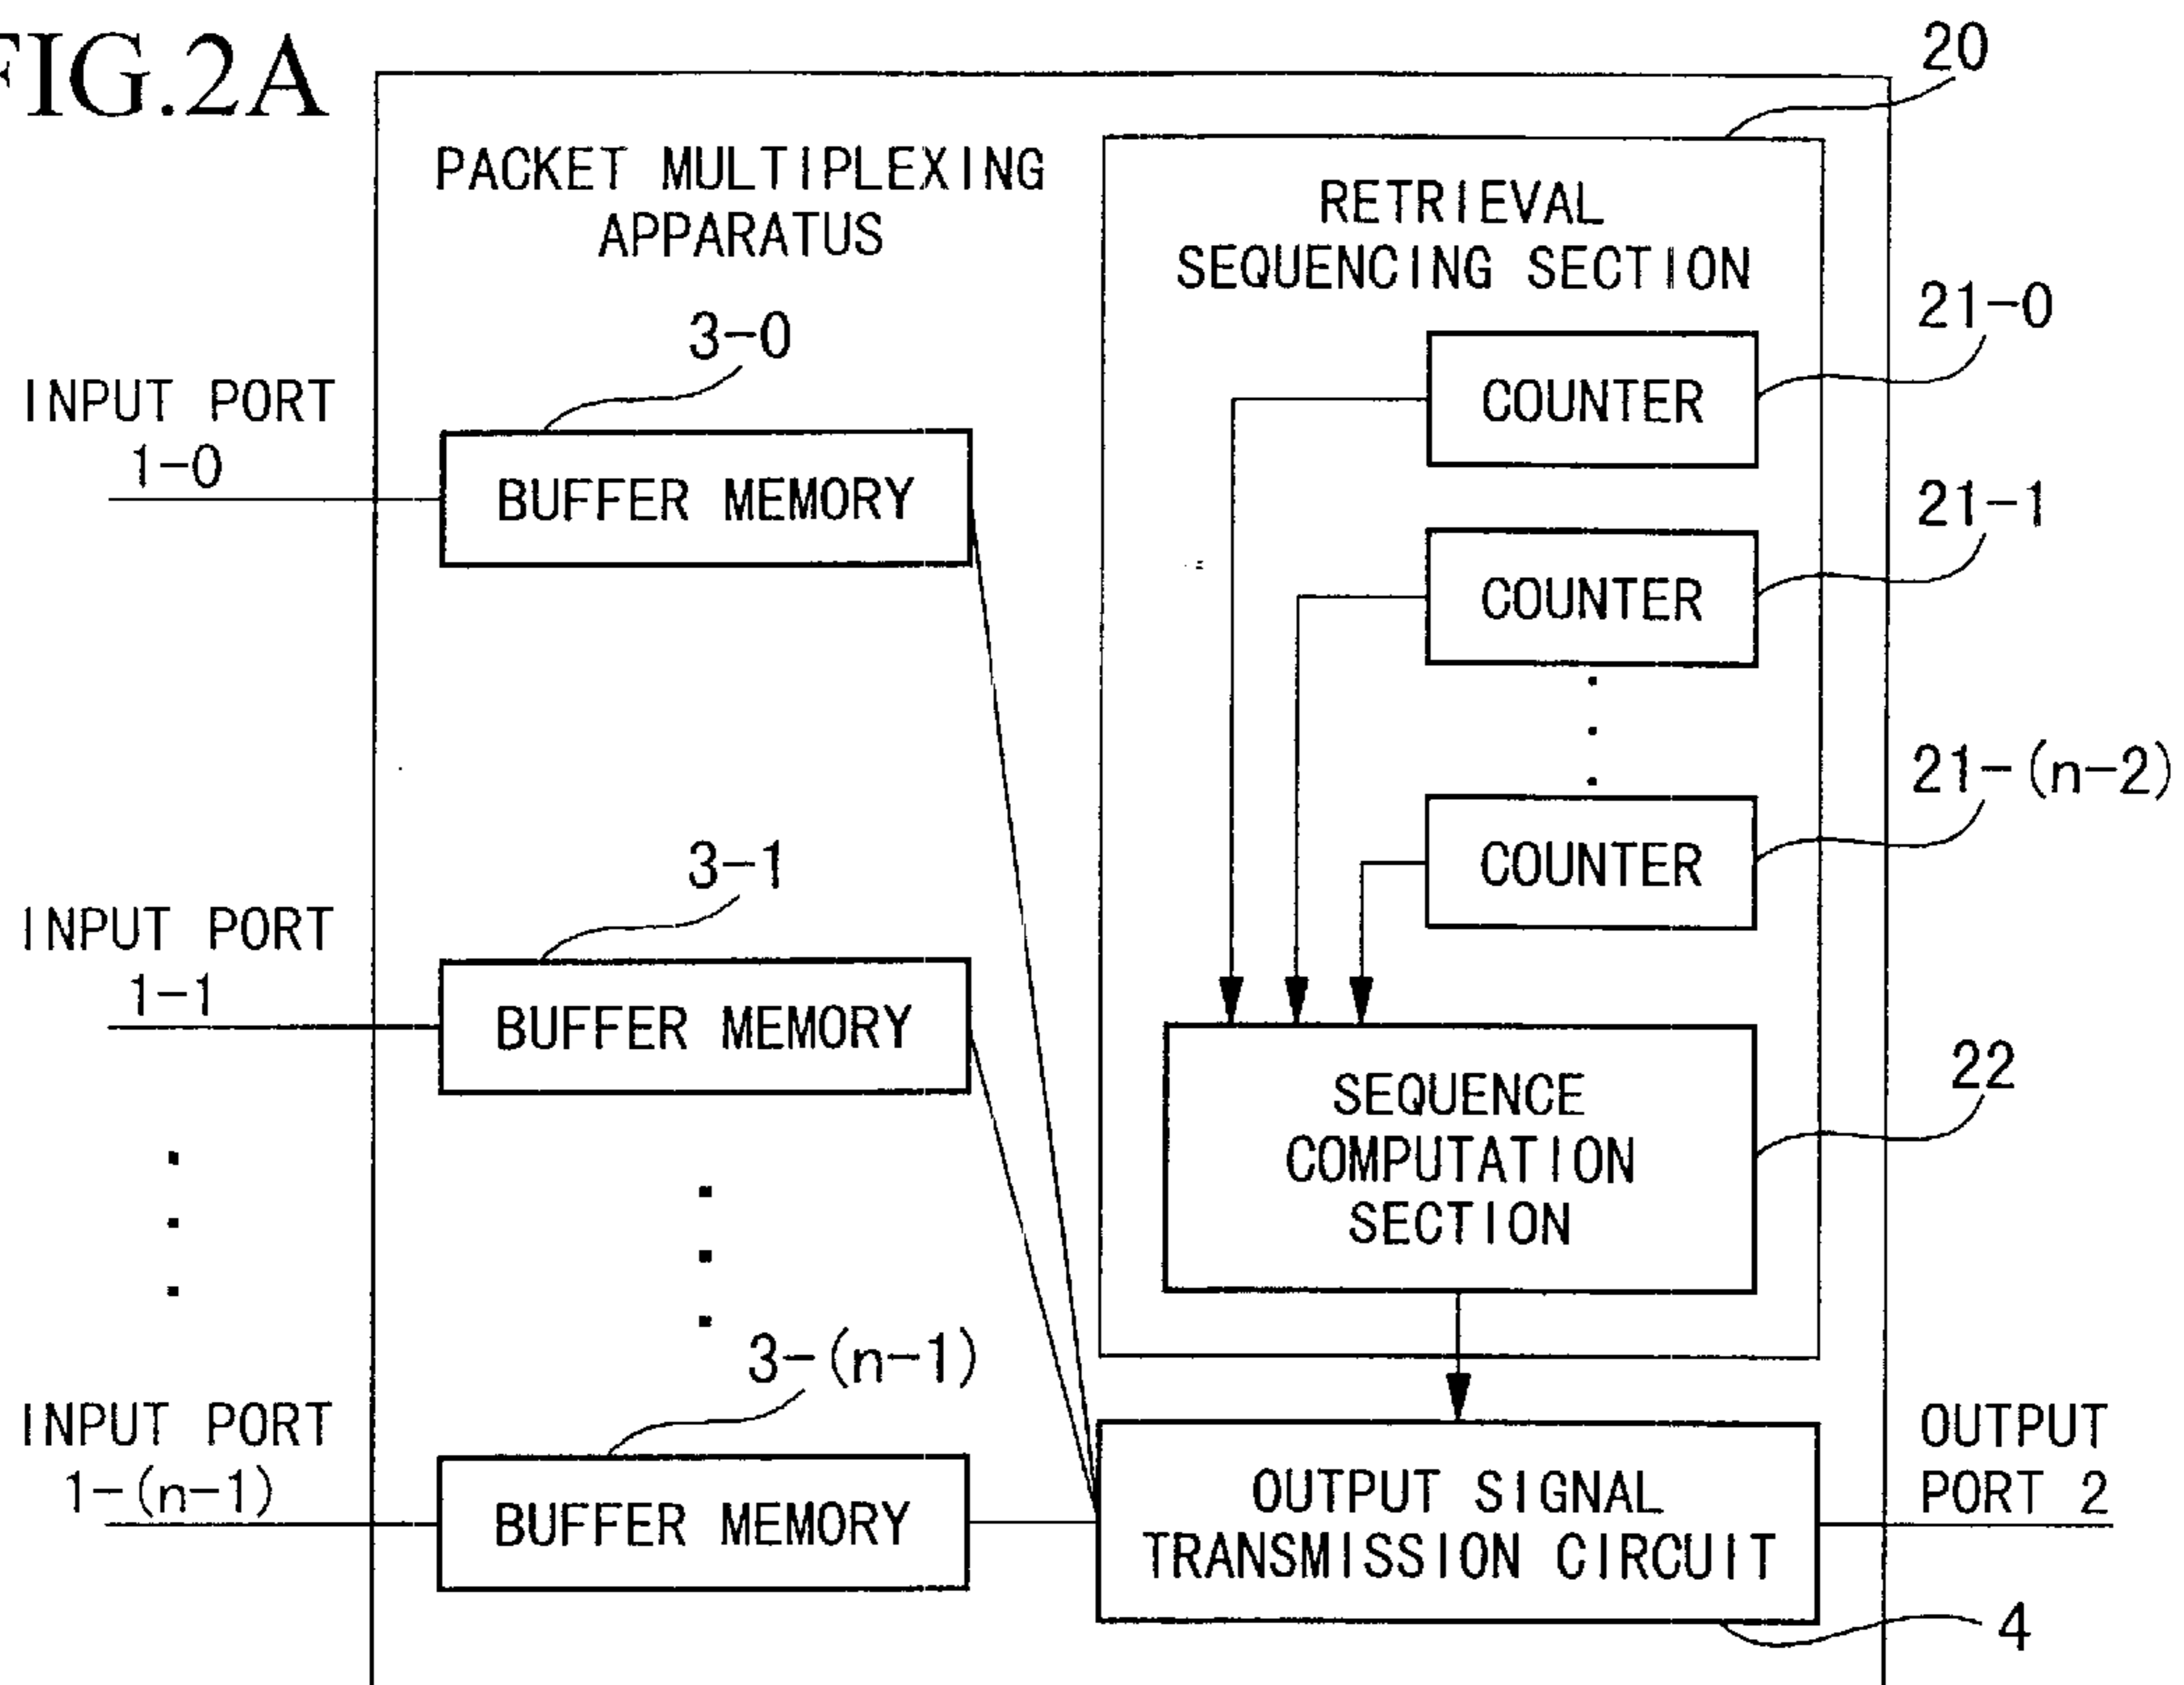 FIG.2A
20
PACKET MULTIPLEXING
APPARATUS
RETRIEVAL
SEQUENCING SECTION
3-0
21-0
INPUT PORT
1-0
COUNTER
BUFFER MEMORY
21-1
COUNTER
21-(n-2)
COUNTER
3-1
INPUT PORT
1-1
BUFFER MEMORY
22
SEQUENCE
COMPUTATION
SECTION
3-(n-1)
INPUT PORT
1-(n-1)
BUFFER MEMORY
OUTPUT SIGNAL
TRANSMISSION CIRCUIT
OUTPUT
PORT 2
4